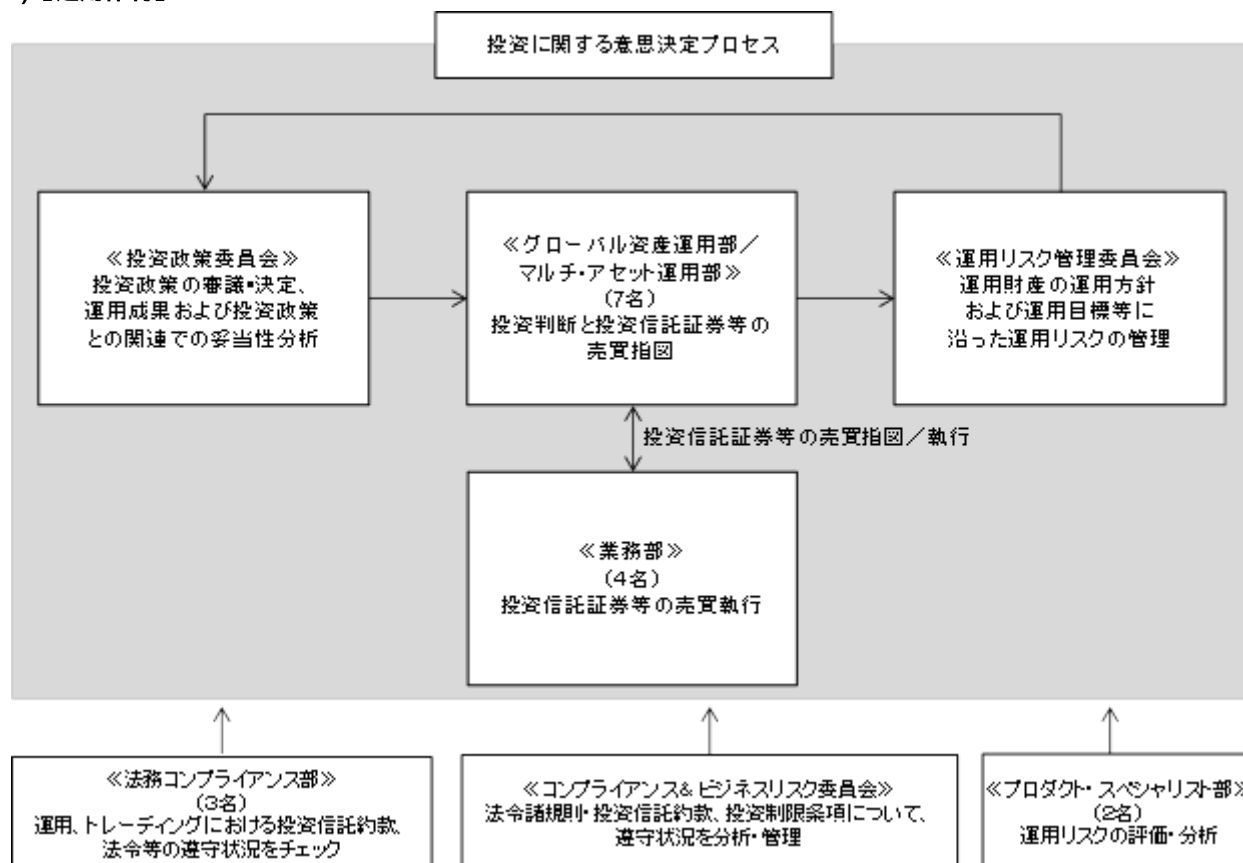 投資に関する意思決定プロセス
≪投資政策委員会≫
投資政策の審議・決定、
運用成果および投資政策
との関連での妥当性分析
≪グローバル資産運用部／
マルチ・アセット運用部≫
(7名)
投資判断と投資信託証券等の
売買指図
≪運用リスク管理委員会≫
運用財産の運用方針
および運用目標等に
沿った運用リスクの管理
投資信託証券等の売買指図／執行
≪業務部≫
(4名)
投資信託証券等の売買執行
≪法務コンプライアンス部≫
(3名)
運用、トレーディングにおける投資信託約款、
法令等の遵守状況をチェック
≪コンプライアンス&ビジネスリスク委員会≫
法令諸規則・投資信託約款、投資制限条項について、
遵守状況を分析・管理
≪プロダクト・スペシャリスト部≫
(2名)
運用リスクの評価・分析